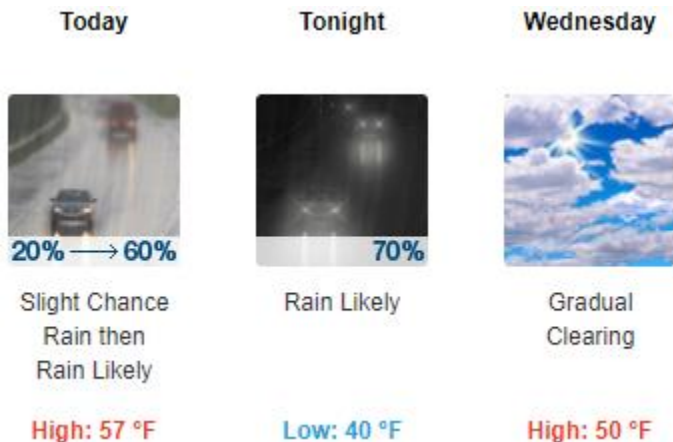 Today
Tonight
Wednesday
20% → 60%
70%
Slight Chance
Rain then
Rain Likely
Rain Likely
Gradual
Clearing
High: 57 °F
Low: 40 °F
High: 50 °F